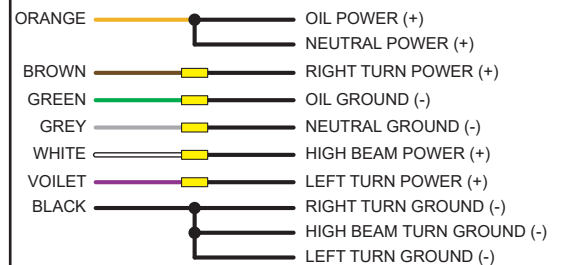 ORANGE OIL POWER (+)
NEUTRAL POWER (+)
BROWN RIGHT TURN POWER (+)
GREEN OIL GROUND (-)
GREY NEUTRAL GROUND (-)
WHITE HIGH BEAM POWER (+)
VOILET LEFT TURN POWER (+)
BLACK RIGHT TURN GROUND (-)
HIGH BEAM TURN GROUND (-)
LEFT TURN GROUND (-)